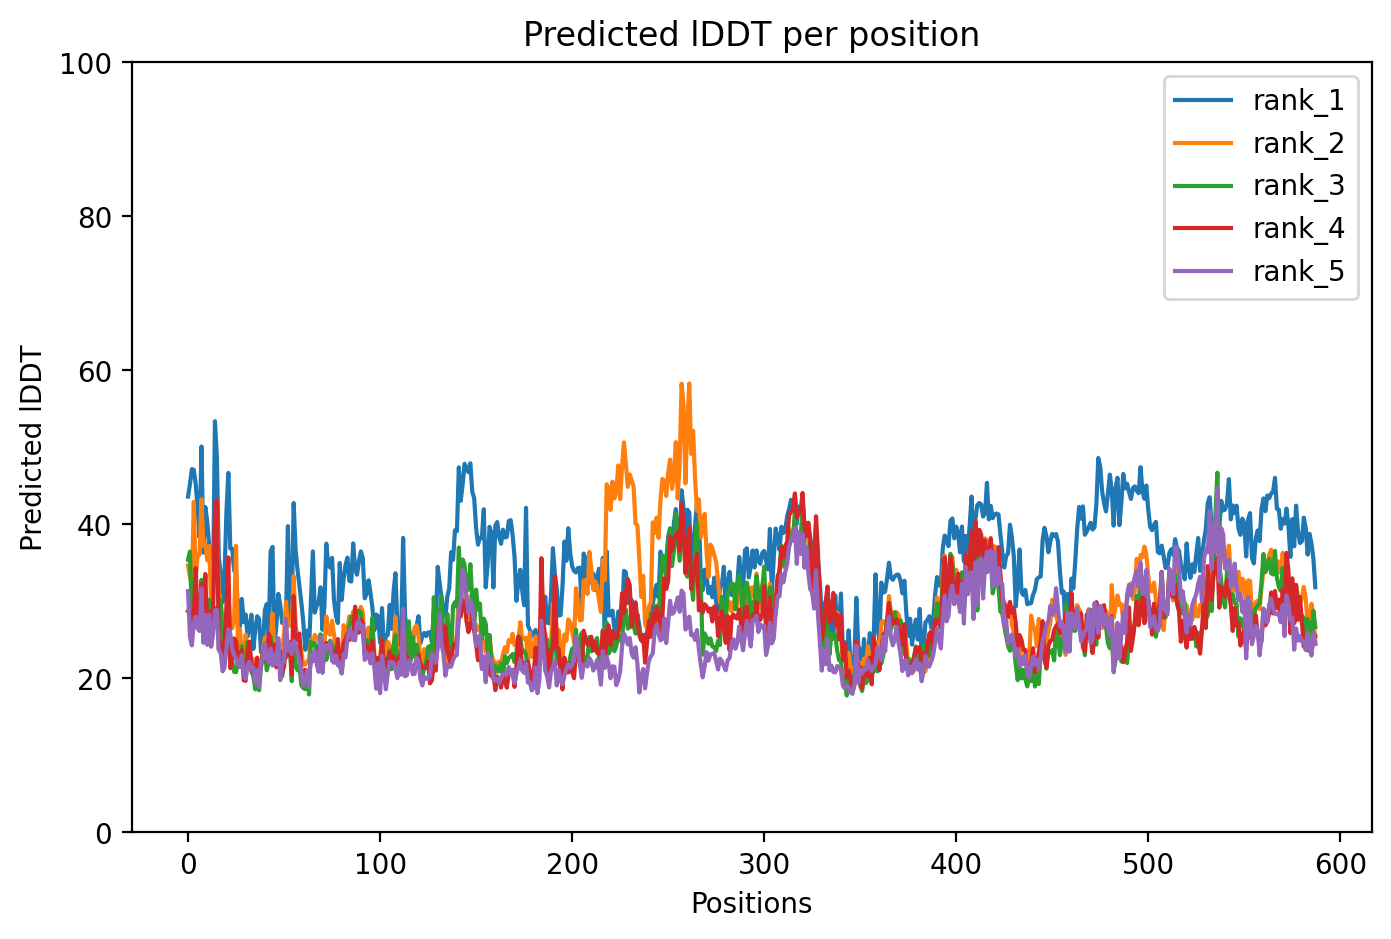 Predicted lDDT per position
100
80
60
40
20
0
Predicted lDDT
rank_1
rank_2
rank_3
rank_4
rank_5
0 100 200 300 400 500 600
Positions